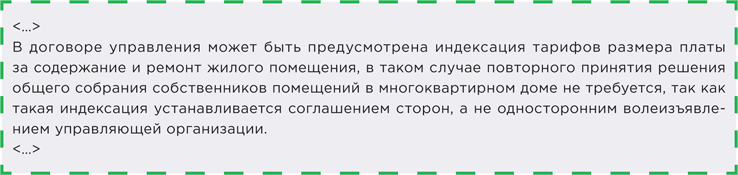 <...>
В договоре управления может быть предусмотрена индексация тарифов размера платы
за содержание и ремонт жилого помещения, в таком случае повторного принятия решения
общего собрания собственников помещений в многоквартирном доме не требуется, так как
такая индексация устанавливается соглашением сторон, а не односторонним волеизъявле-
нием управляющей организации.
<...>